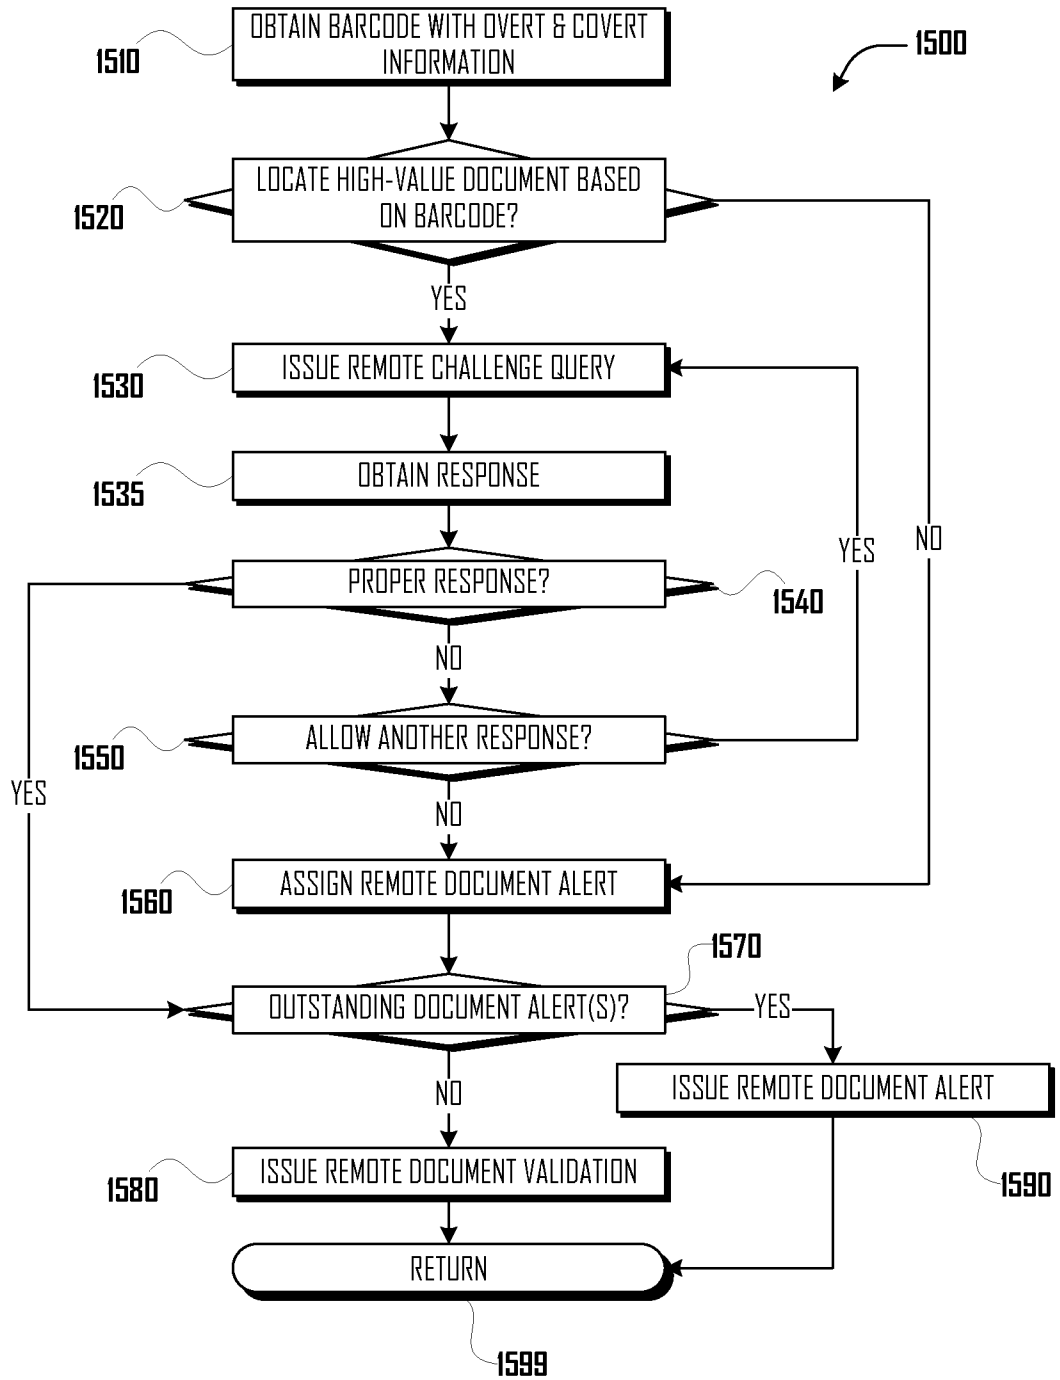 OBTAIN BARCODE WITH OVERT & COVERT
INFORMATION
1510
1500
LOCATE HIGH-VALUE DOCUMENT BASED
ON BARCODE?
1520
YES
ISSUE REMOTE CHALLENGE QUERY
1530
OBTAIN RESPONSE
1535
NO
YES
PROPER RESPONSE?
1540
NO
ALLOW ANOTHER RESPONSE?
1550
YES
NO
ASSIGN REMOTE DOCUMENT ALERT
1560
1570
OUTSTANDING DOCUMENT ALERT(S)?
YES
ISSUE REMOTE DOCUMENT ALERT
NO
ISSUE REMOTE DOCUMENT VALIDATION
1580
1590
RETURN
1599